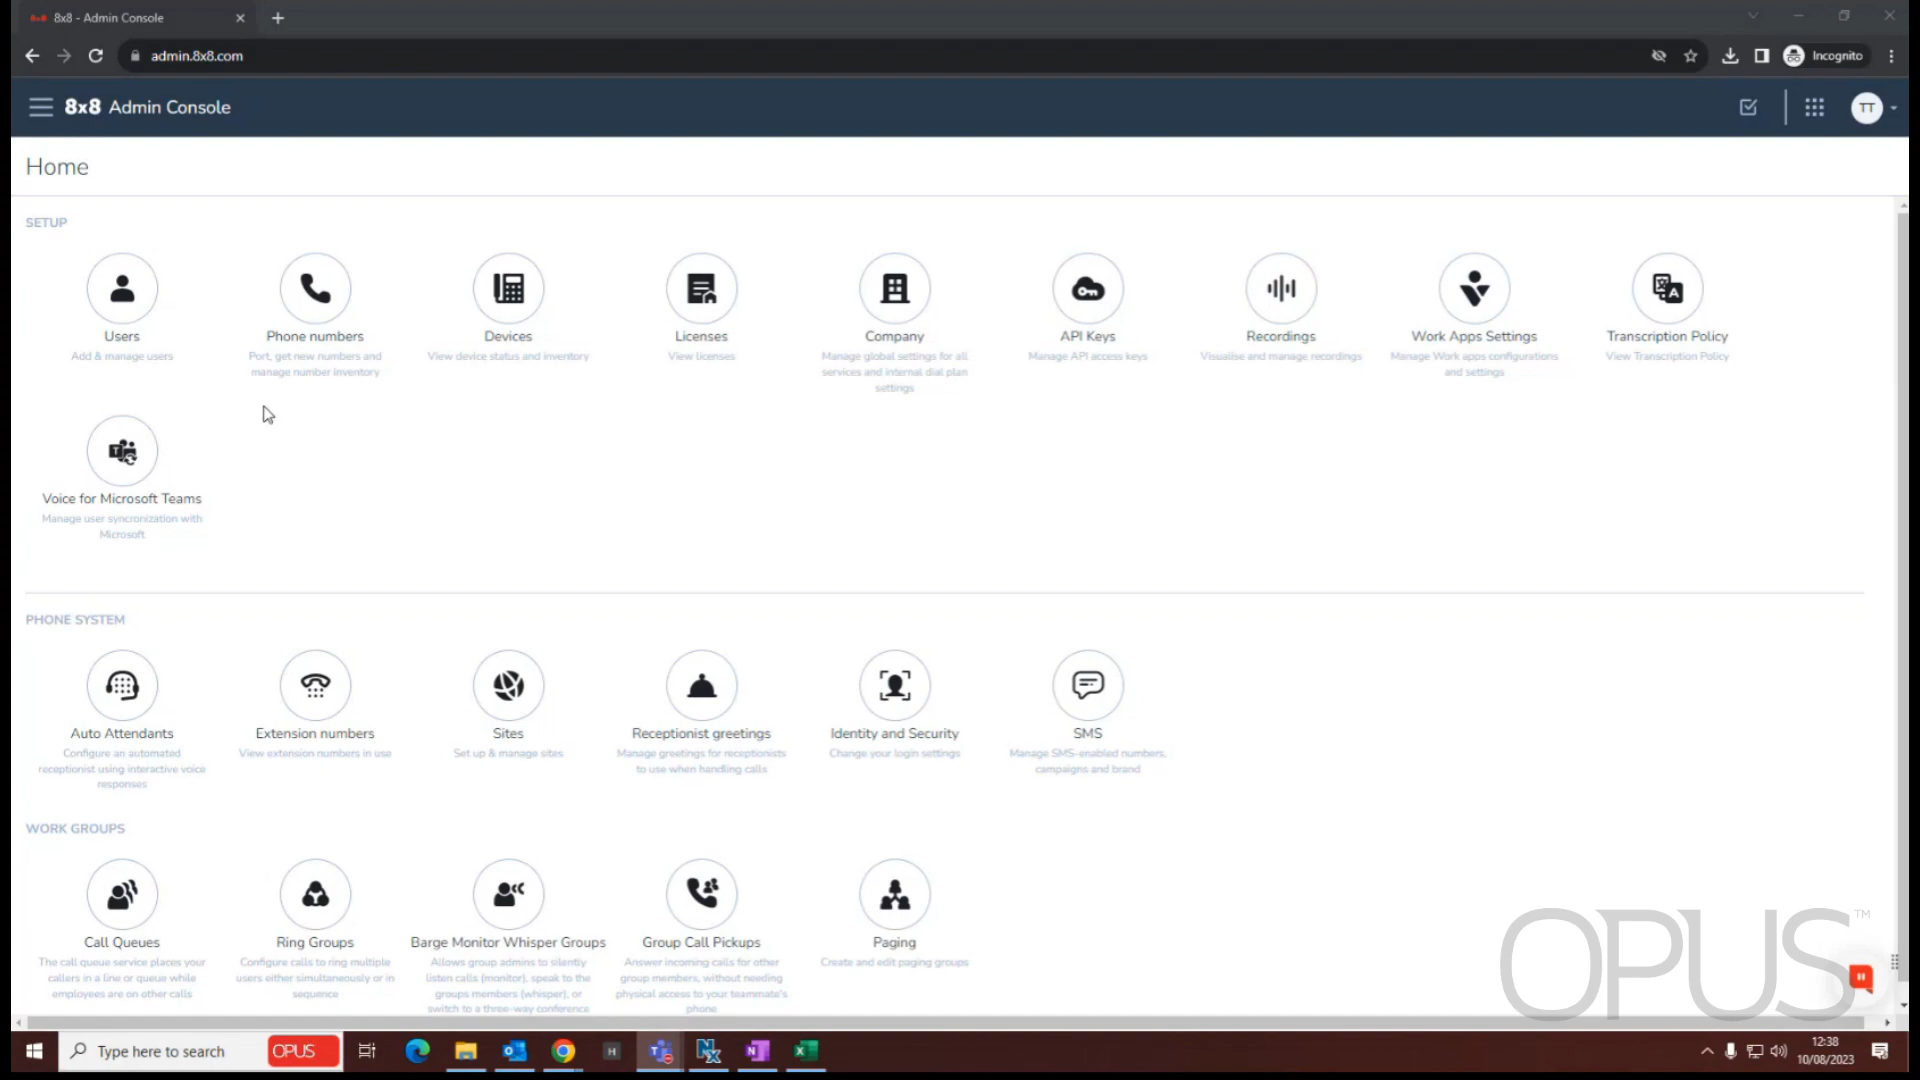 8x8 - Admin Console
admin.8x8.com
Incognito
8x8 Admin Console
TT
Home
SETUP
Users
Add & manage users
Phone numbers
Port, get new numbers and
manage number inventory
Devices
View device status and inventory
Licenses
View licenses
Company
Manage global settings for all
services and internal dial plan
settings
API Keys
Manage API access keys
Recordings
Visualise and manage recordings
Work Apps Settings
Manage Work apps configurations
and settings
Transcription Policy
View Transcription Policy
Voice for Microsoft Teams
Manage user syncronization with
Microsoft
PHONE SYSTEM
Auto Attendants
Configure an automated
receptionist using interactive voice
responses
Extension numbers
View extension numbers in use
Sites
Set up & manage sites
Receptionist greetings
Manage greetings for receptionists
to use when handling calls
Identity and Security
Change your login settings
SMS
Manage SMS-enabled numbers,
campaigns and brand
WORK GROUPS
Call Queues
The call queue service places your
callers in a line or queue while
employees are on other calls
Ring Groups
Configure calls to ring multiple
users either simultaneously or in
sequence
Barge Monitor Whisper Groups
Allows group admins to silently
listen calls (monitor), speak to the
groups members (whisper), or
switch to a three-way conference
Group Call Pickups
Answer incoming calls for other
group members, without needing
physical access to your teammate's
phone
Paging
Create and edit paging groups
OPUS™
Type here to search
OPUS
H
12:38
10/08/2023